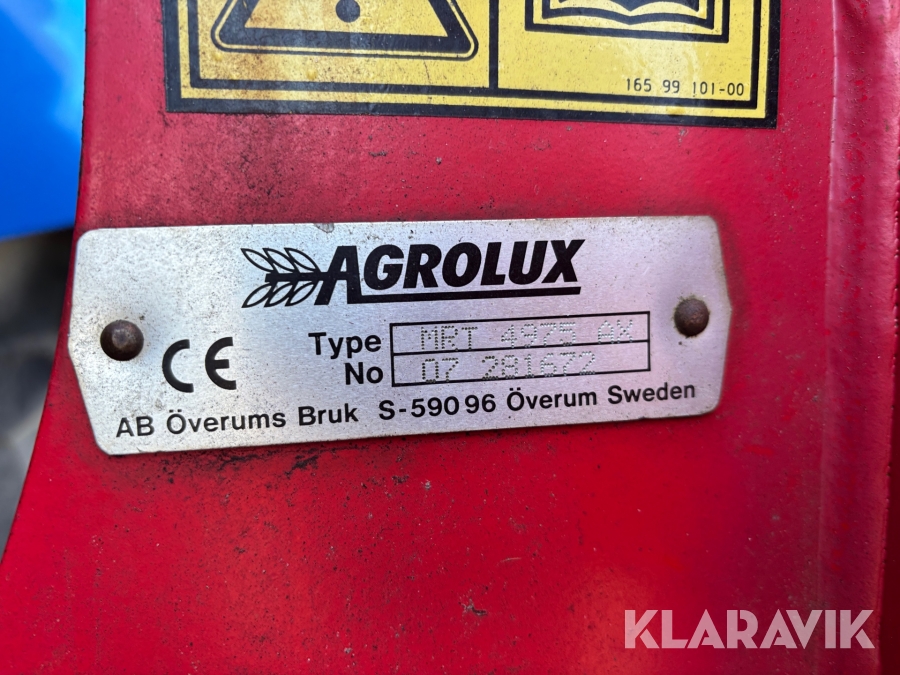 165 99 101-00
AGROLUX
CE
Type MRT 4975 AX
No 07 281672
AB Överums Bruk S-590 96 Överum Sweden
KLARAVIK